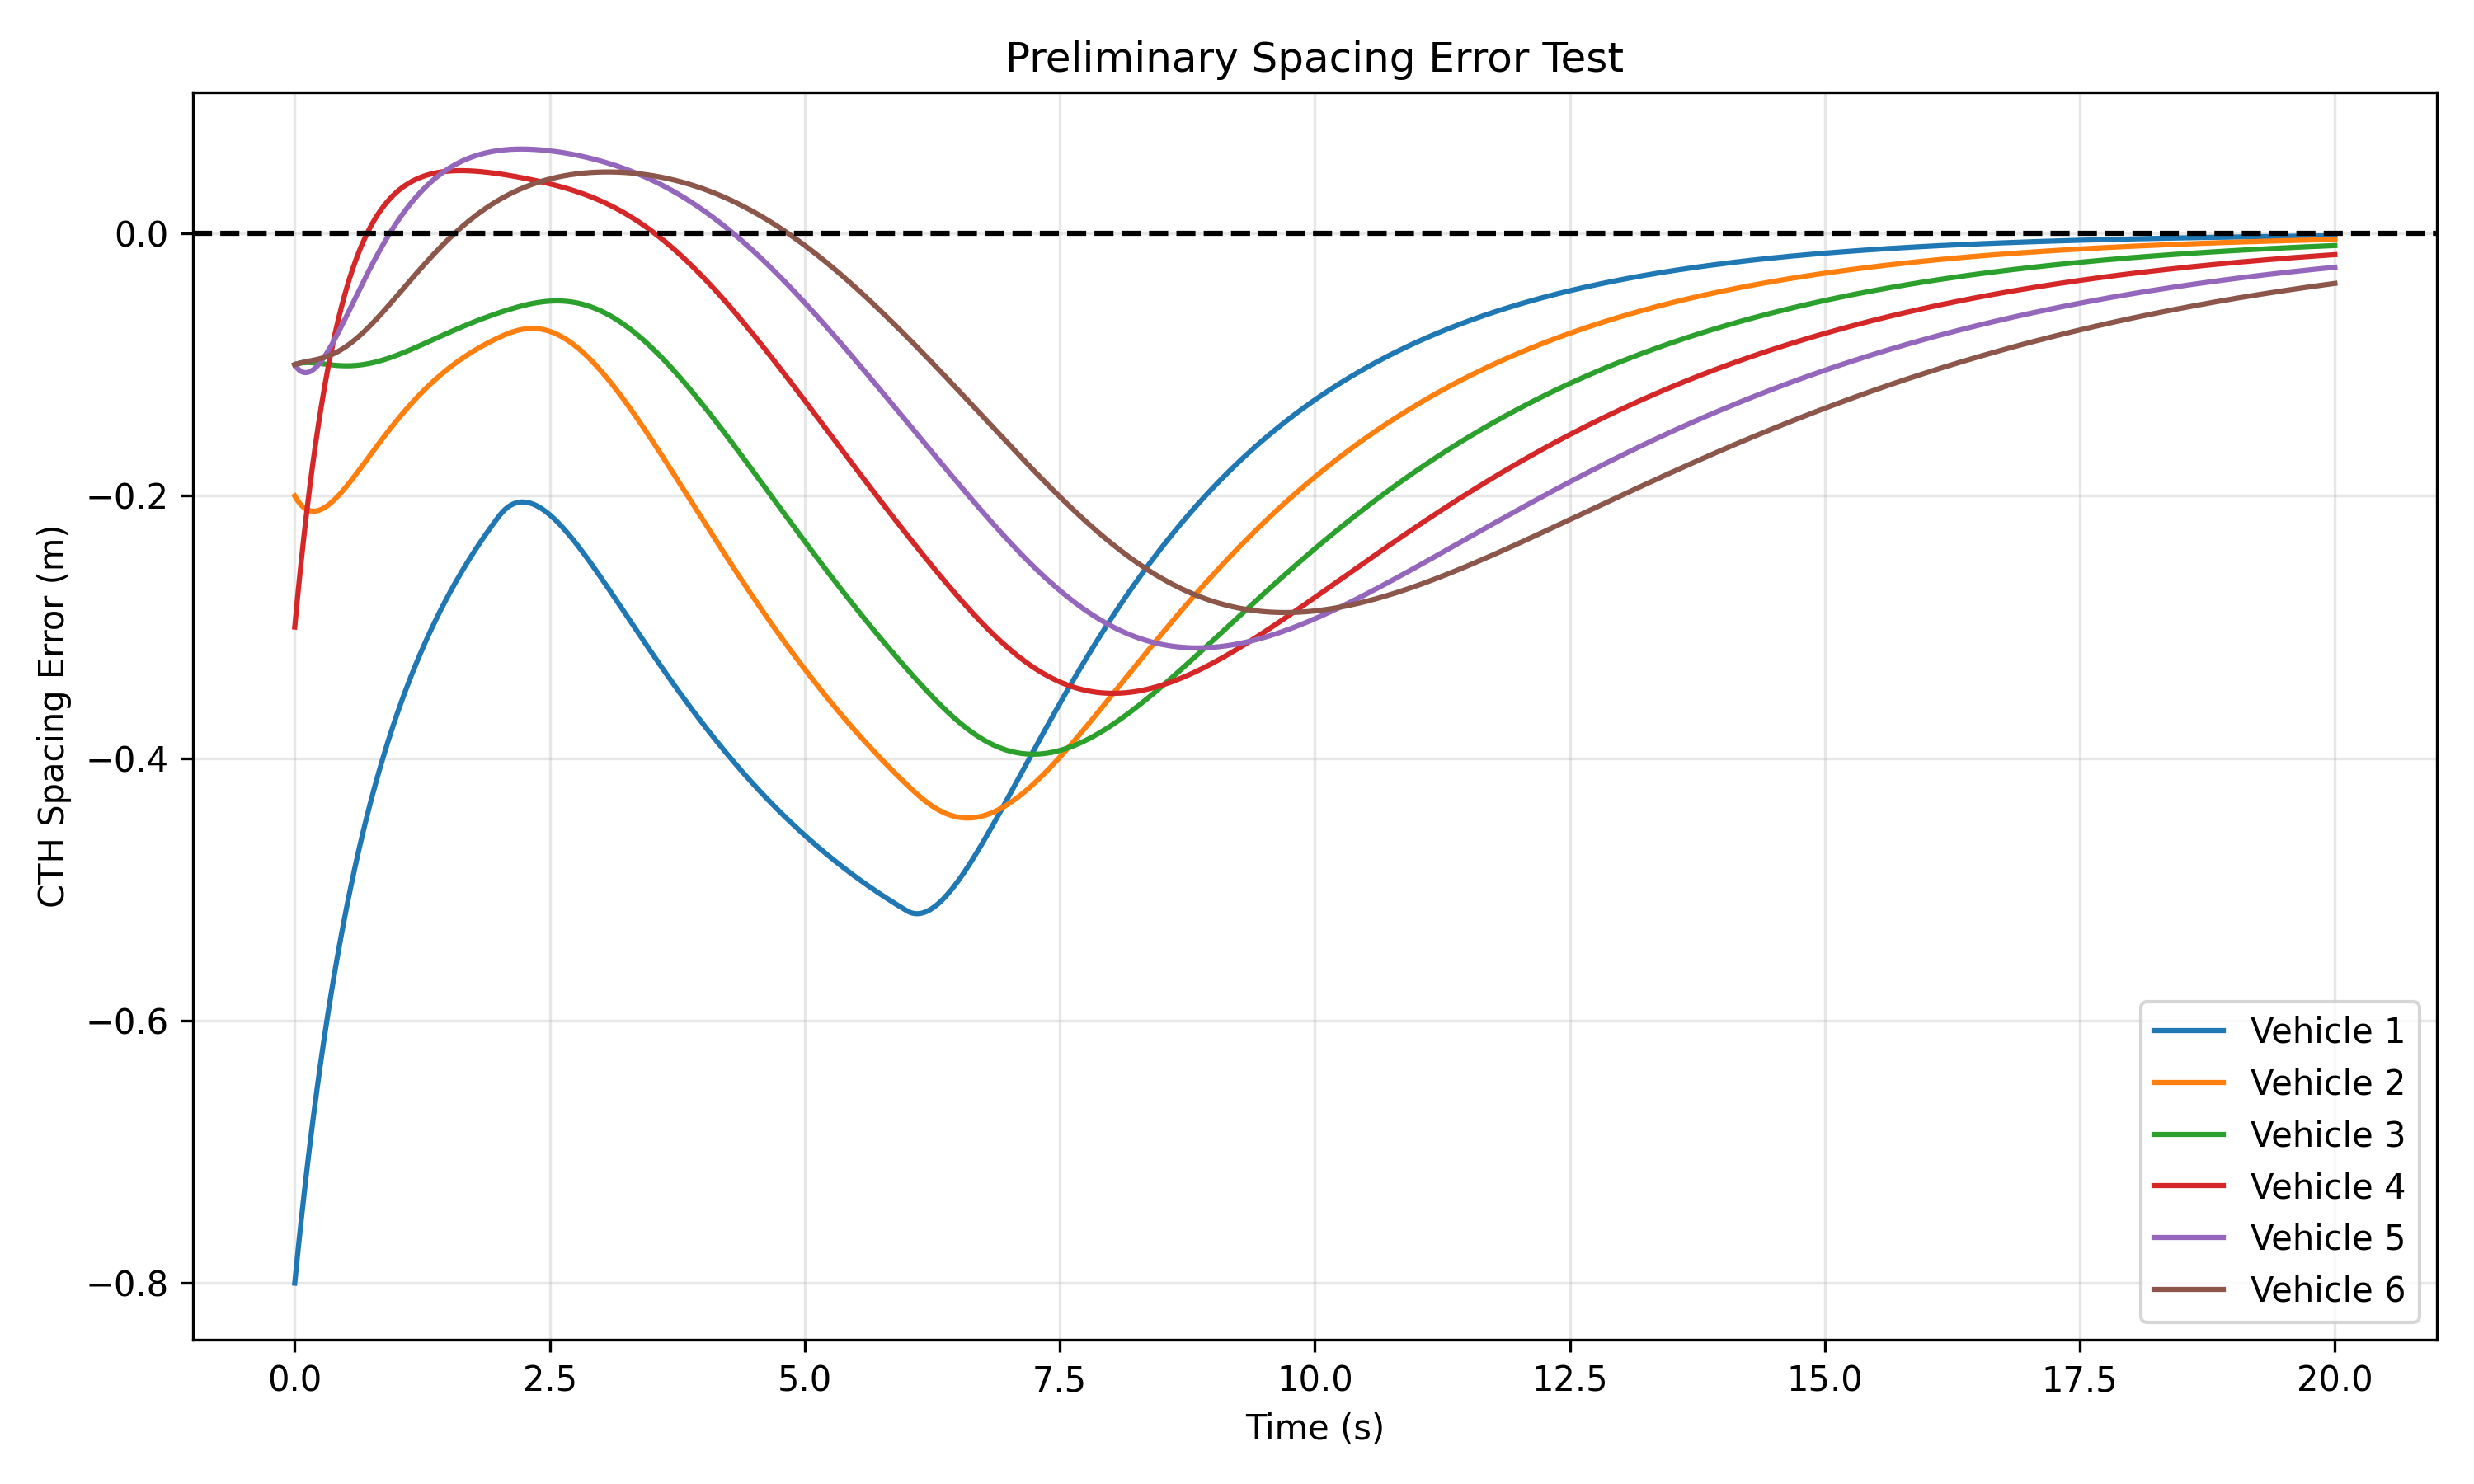 Preliminary Spacing Error Test
CTH Spacing Error (m)
0.0
−0.2
−0.4
−0.6
−0.8
0.0 2.5 5.0 7.5 10.0 12.5 15.0 17.5 20.0
Time (s)
Vehicle 1
Vehicle 2
Vehicle 3
Vehicle 4
Vehicle 5
Vehicle 6